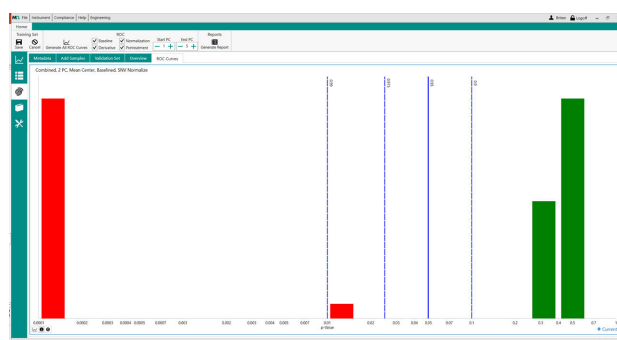 File Instrument Compliance Help Engineering
Logoff
Home
Training Set
ROC
Reports
Baseline Normalization Start PC End PC
Derivative Preincrement 1 5
Save Cancel Generate All ROC Curves Generate Report
Metadata Add Samples Validation Set Overview ROC Curves
Combined, 2 PC, Mean Center, Baselined, SNV Normalize
0.0001 0.0002 0.0003 0.0004 0.0005 0.0007 0.001 0.002 0.003 0.004 0.005 0.007 0.01 0.02 0.03 0.04 0.05 0.07 0.1 0.2 0.3 0.4 0.5 0.7
p-Value
Current